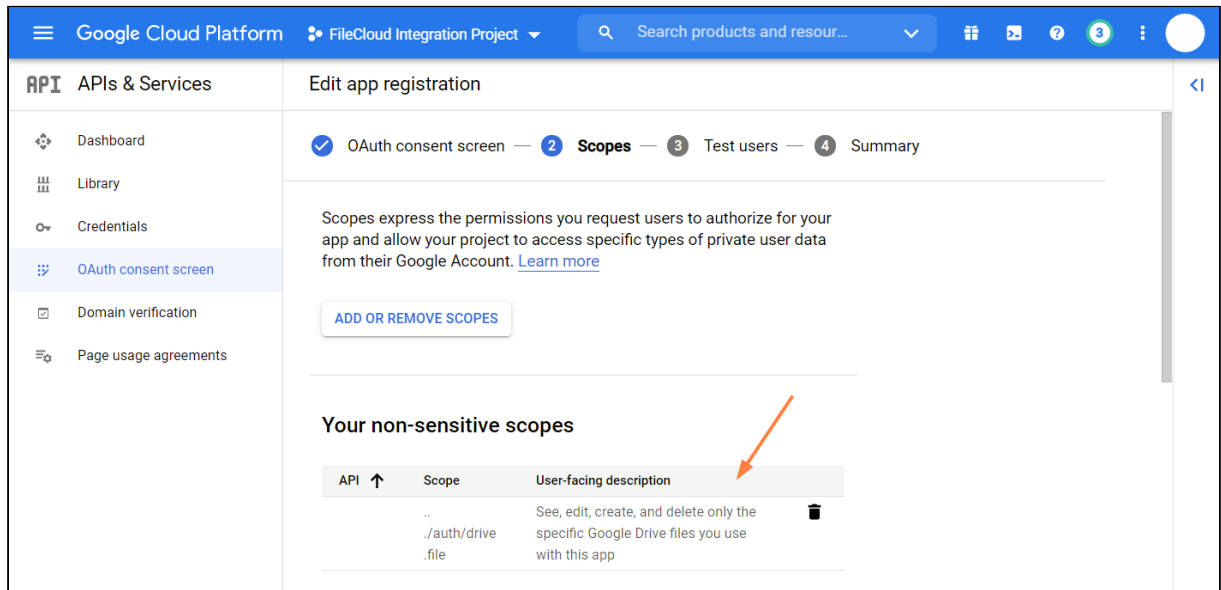 Google Cloud Platform
FileCloud Integration Project
Search products and resour...
3
API APIs & Services
Edit app registration
Dashboard
Library
Credentials
OAuth consent screen
Domain verification
Page usage agreements
OAuth consent screen — 2 Scopes — 3 Test users — 4 Summary
Scopes express the permissions you request users to authorize for your
app and allow your project to access specific types of private user data
from their Google Account. Learn more
ADD OR REMOVE SCOPES
Your non-sensitive scopes
API Scope User-facing description
.. See, edit, create, and delete only the
./auth/drive specific Google Drive files you use
.file with this app